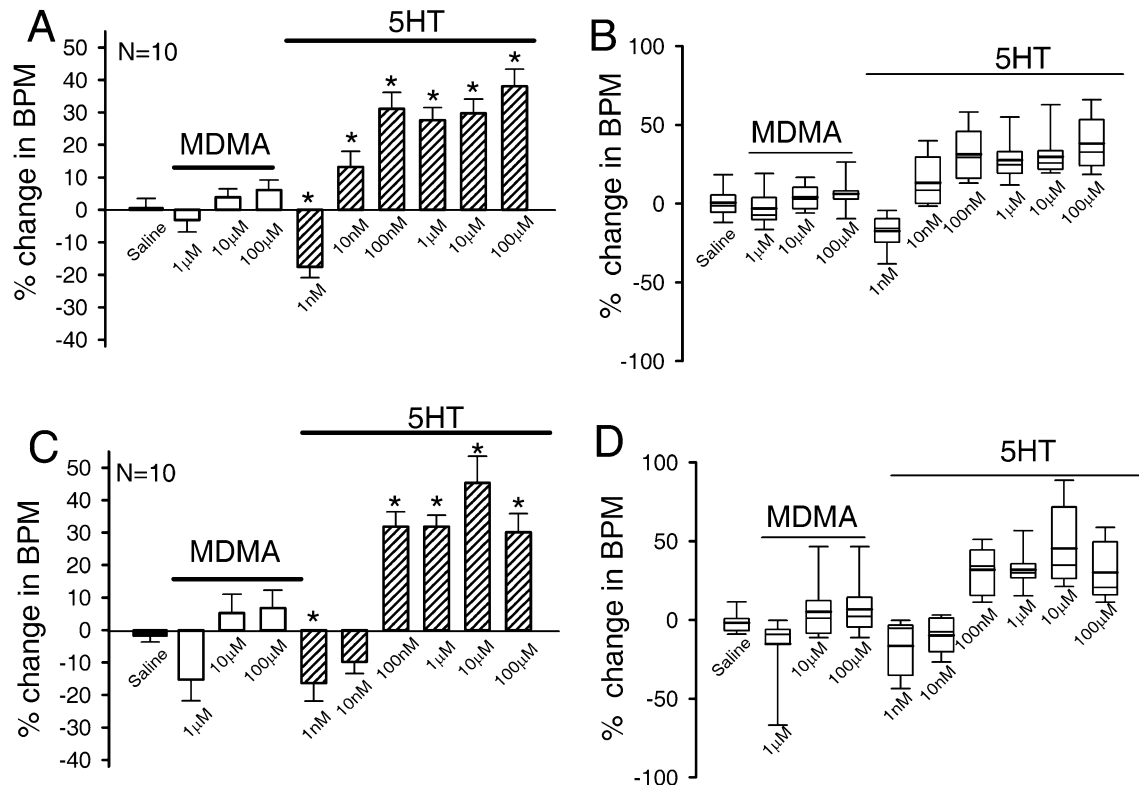 A
5HT
N=10
50
40
30
20
10
0
-10
-20
-30
-40
% change in BPM
MDMA
* * * * * *
Saline 1μM 10μM 100μM 1nM 10nM 100nM 1μM 10μM 100μM
B
5HT
100
50
0
-50
-100
% change in BPM
MDMA
Saline 1μM 10μM 100μM 1nM 10nM 100nM 1μM 10μM 100μM
C
5HT
N=10
50
40
30
20
10
0
-10
-20
-30
-40
% change in BPM
MDMA
* * * * *
Saline 1μM 10μM 100μM 1nM 10nM 100nM 1μM 10μM 100μM
D
5HT
100
50
0
-50
-100
% change in BPM
MDMA
Saline 1μM 10μM 100μM 1nM 10nM 100nM 1μM 10μM 100μM